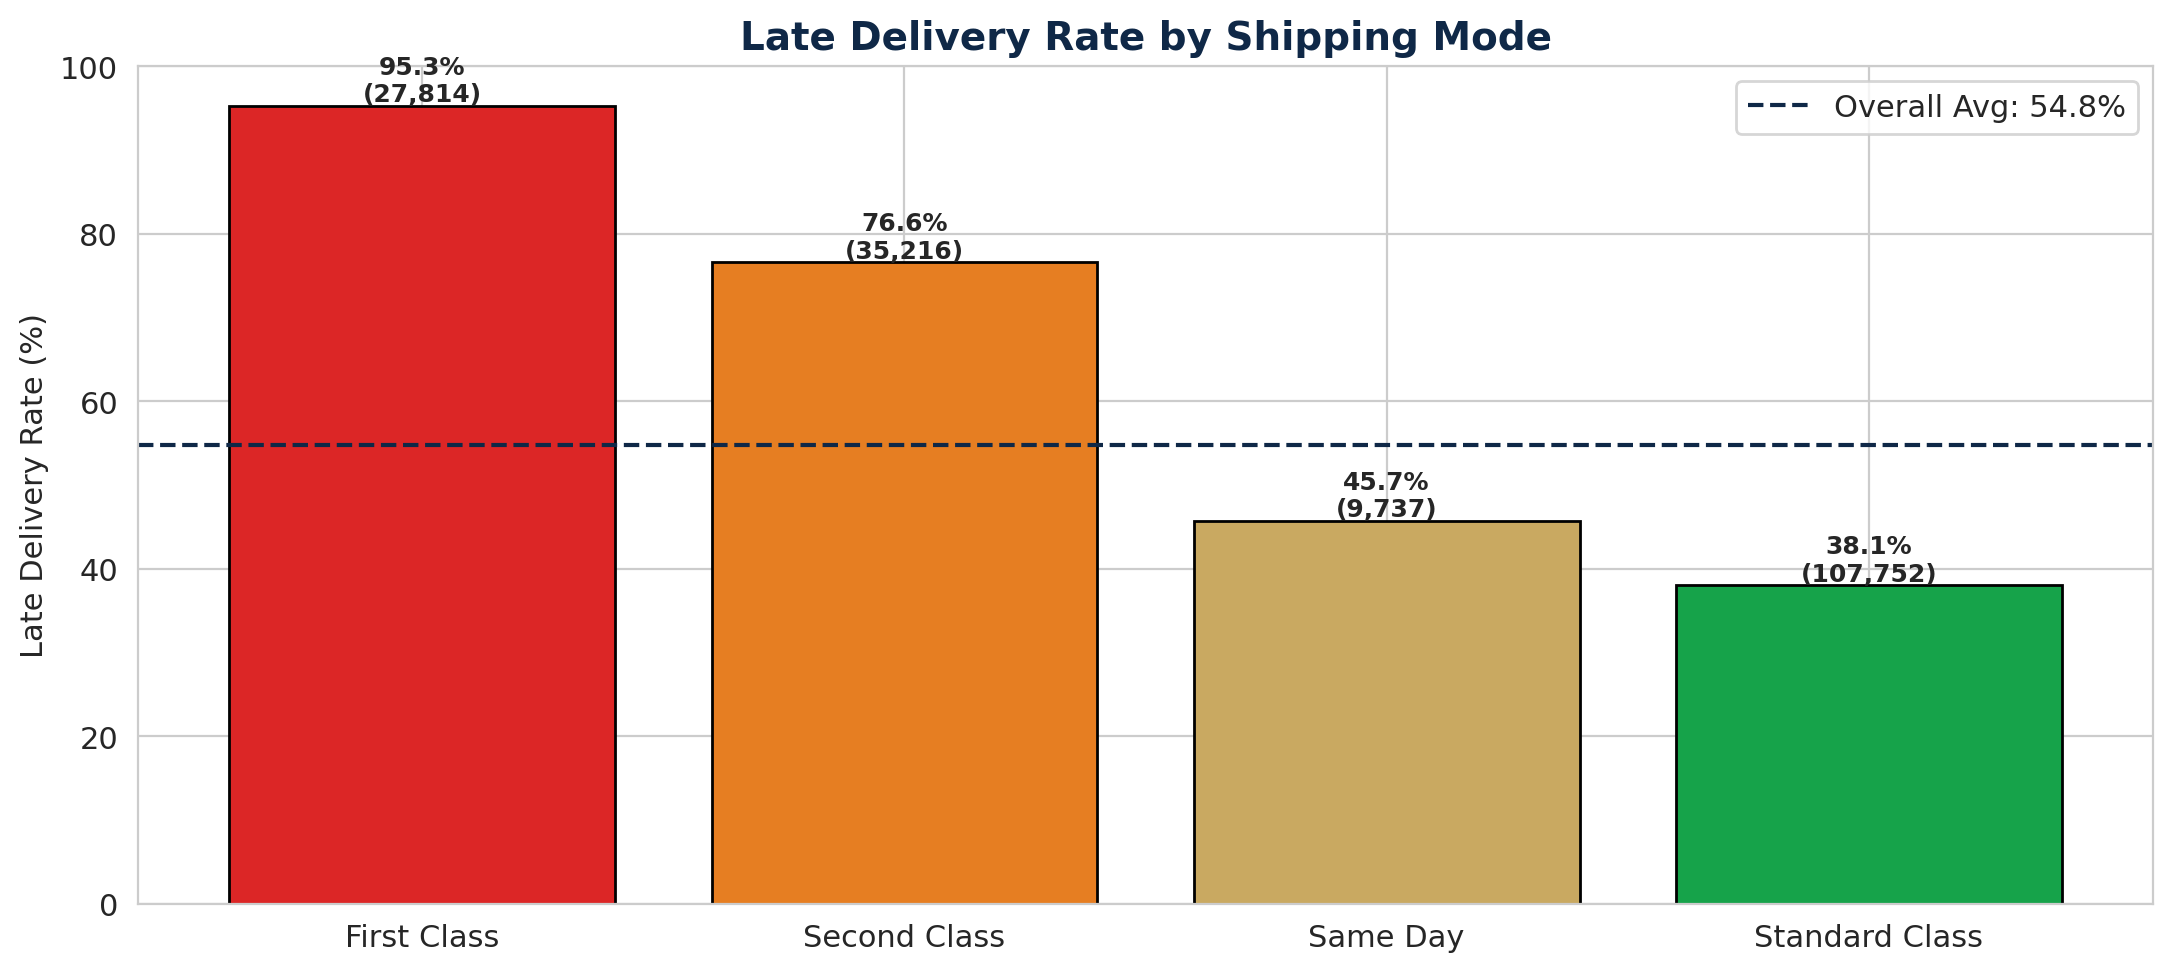 Late Delivery Rate by Shipping Mode
Late Delivery Rate (%)
100
80
60
40
20
0
95.3%
(27,814)
76.6%
(35,216)
45.7%
(9,737)
38.1%
(107,752)
Overall Avg: 54.8%
First Class
Second Class
Same Day
Standard Class